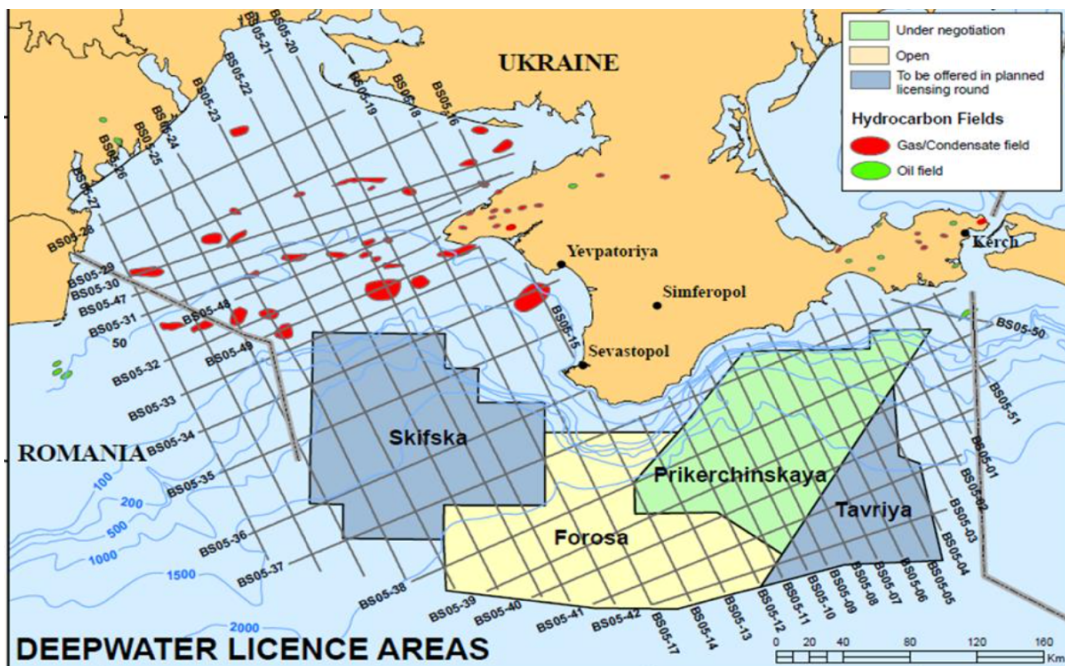 BS05-20
BS05-21
BS05-22
BS05-23
BS05-24
BS05-25
BS05-26
BS05-27
BS05-28
BS05-19
BS05-18
BS05-16
UKRAINE
Under negotiation
Open
To be offered in planned
licensing round
Hydrocarbon Fields
Gas/Condensate field
Oil field
Kerch
Yevpatoriya
Simferopol
Sevastopol
BS05-29
BS05-30
BS05-47
BS05-31
50
BS05-48
BS05-49
BS05-15
BS05-50
BS05-51
BS05-32
BS05-33
BS05-34
BS05-35
BS05-36
BS05-37
BS05-38
ROMANIA
100
200
500
1000
1500
2000
Skifska
Forosa
Prikerchinskaya
Tavriya
BS05-01
BS05-02
BS05-03
BS05-04
BS05-05
BS05-06
BS05-07
BS05-08
BS05-09
BS05-10
BS05-11
BS05-12
BS05-13
BS05-14
BS05-17
BS05-42
BS05-41
BS05-40
BS05-39
DEEPWATER LICENCE AREAS
0 20 40 80 120 160
Km